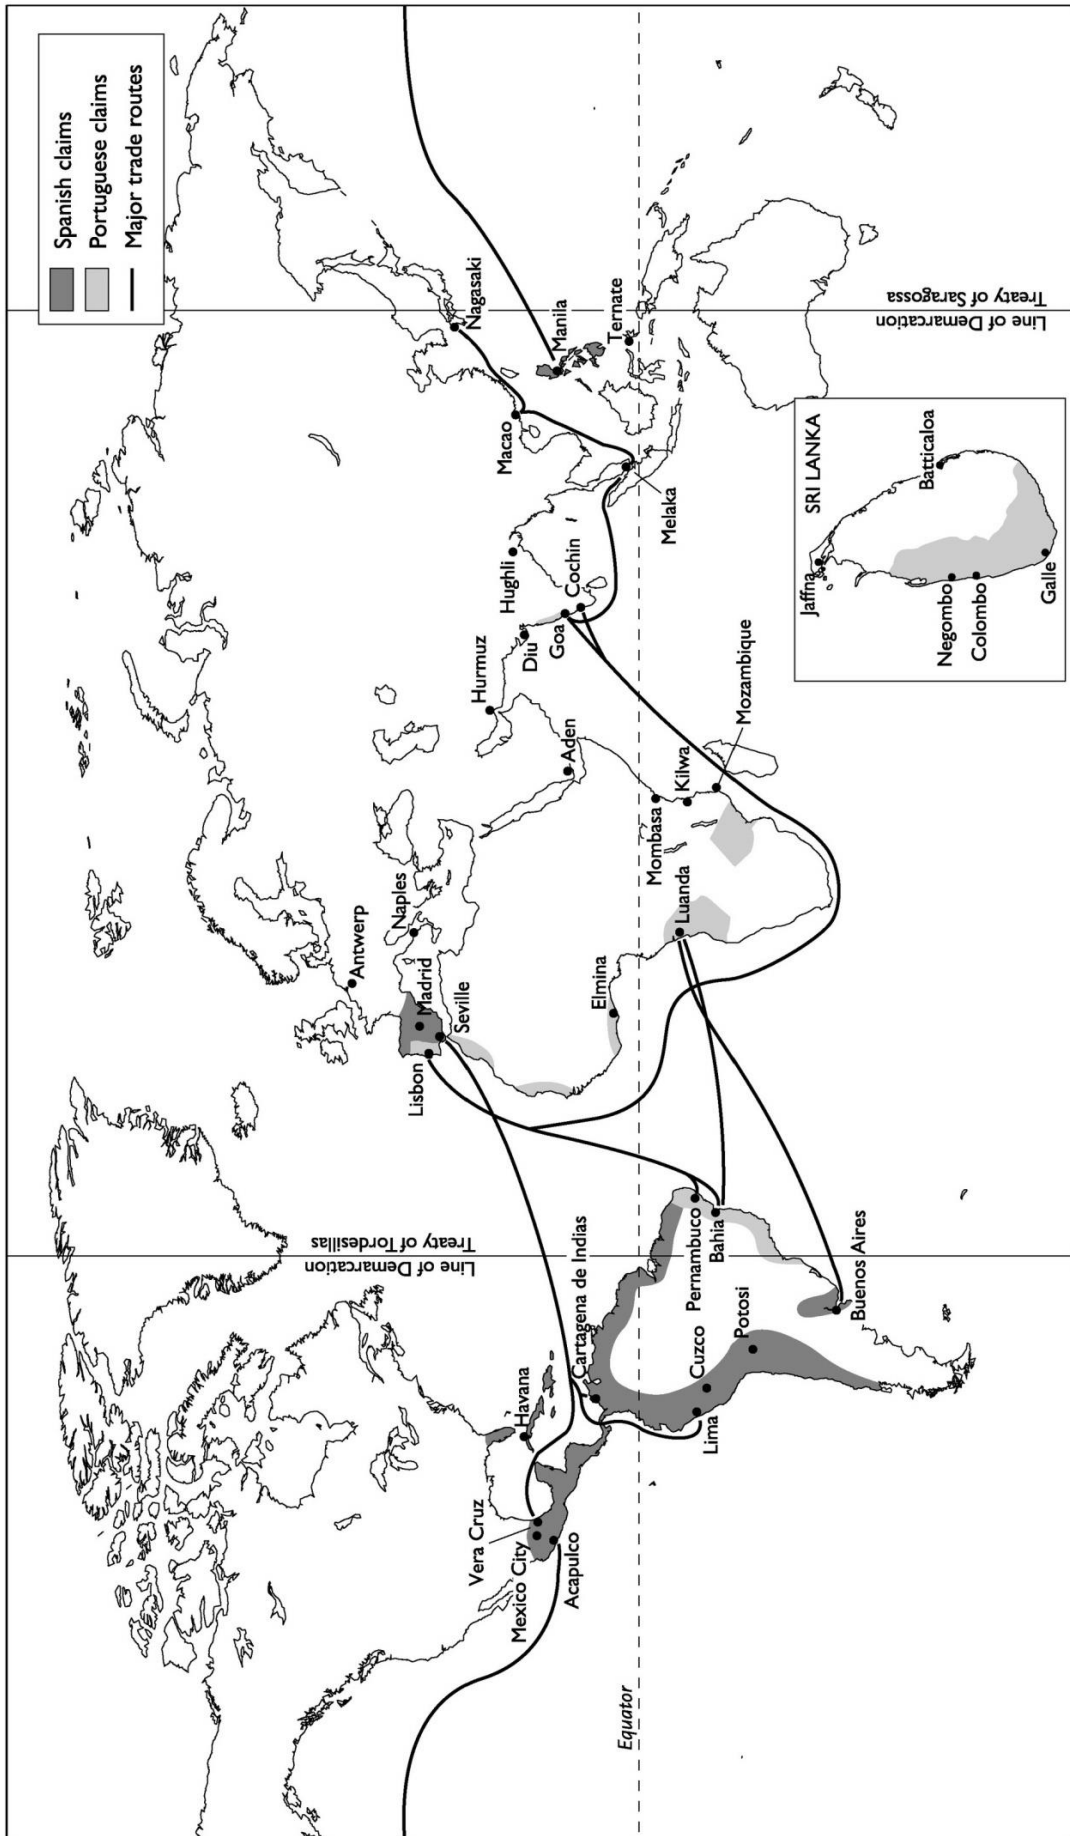 Spanish claims
Portuguese claims
Major trade routes
Antwerp
Naples
Madrid
Lisbon
Seville
Nagasaki
Macao
Manila
Ternate
Melaka
Hughli
Cochin
Goa
Diu
Hurmuz
Aden
Mombasa
Kilwa
Mozambique
Luanda
Elmina
Havana
Vera Cruz
Mexico City
Acapulco
Cartagena de Indias
Pernambuco
Bahia
Lima
Cuzco
Potosi
Buenos Aires
Equator
Line of Demarcation
Treaty of Tordesillas
Line of Demarcation
Treaty of Saragossa
SRI LANKA
Jaffna
Batticaloa
Negombo
Colombo
Galle